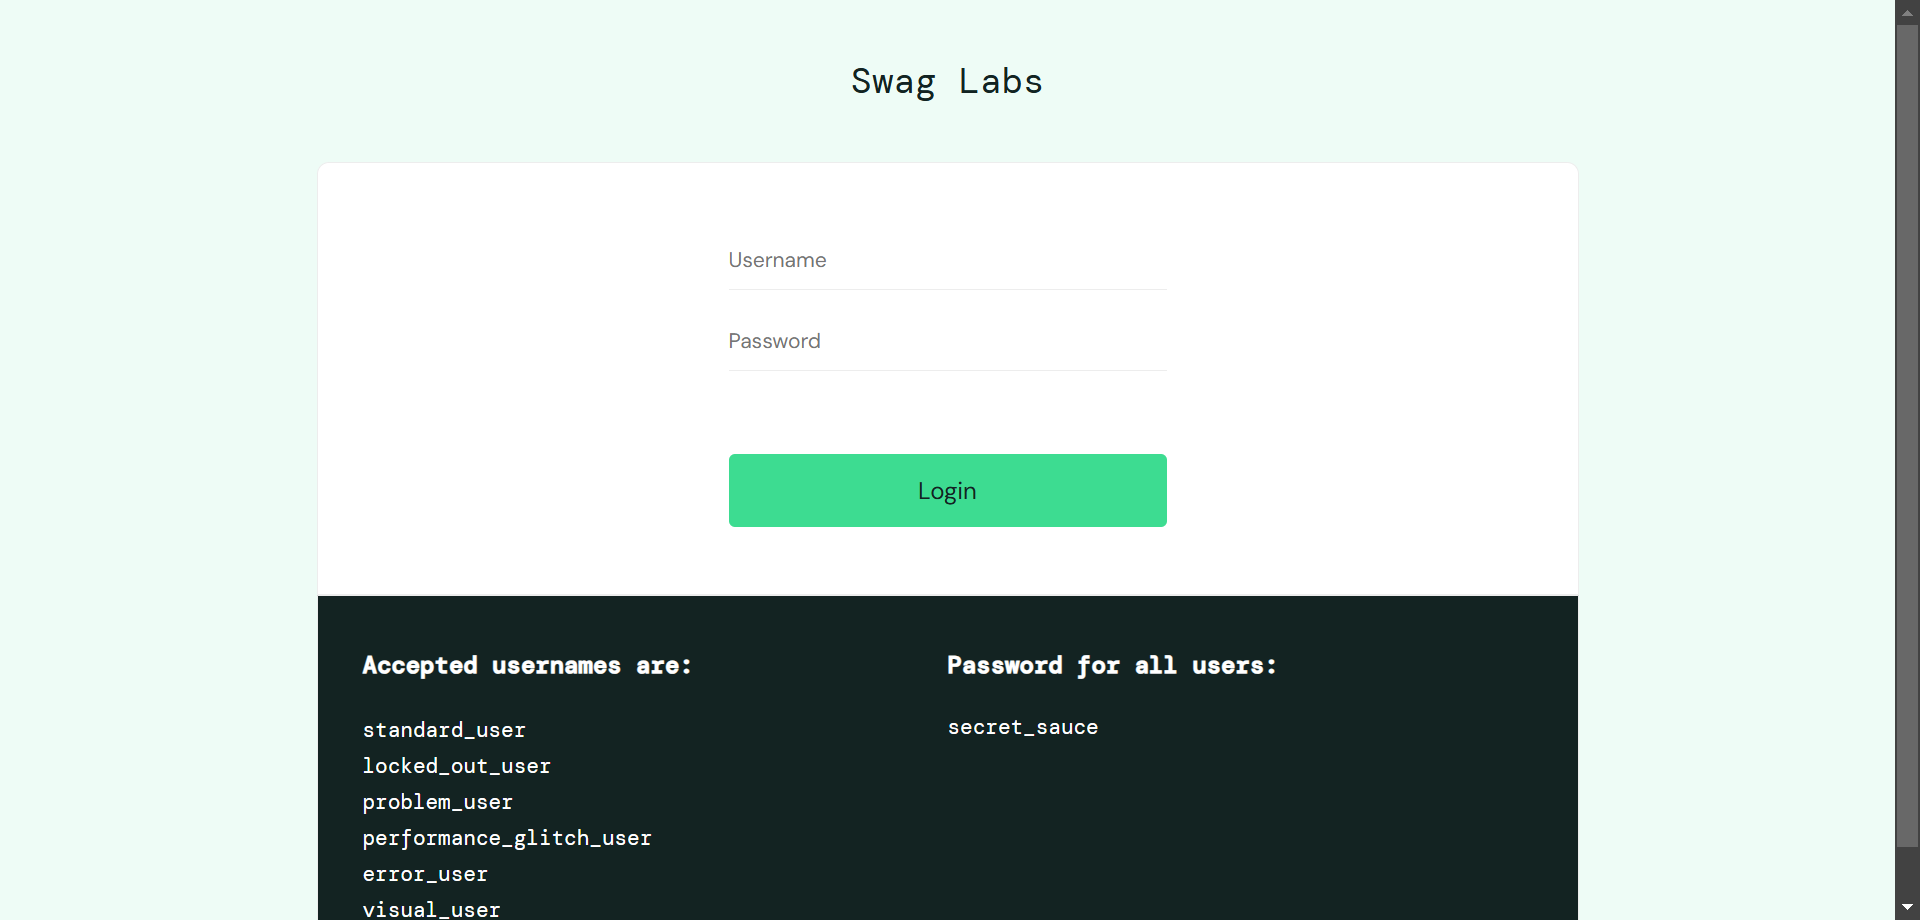 Swag Labs
Username
Password
Login
Accepted usernames are:
standard_user
locked_out_user
problem_user
performance_glitch_user
error_user
visual_user
Password for all users:
secret_sauce